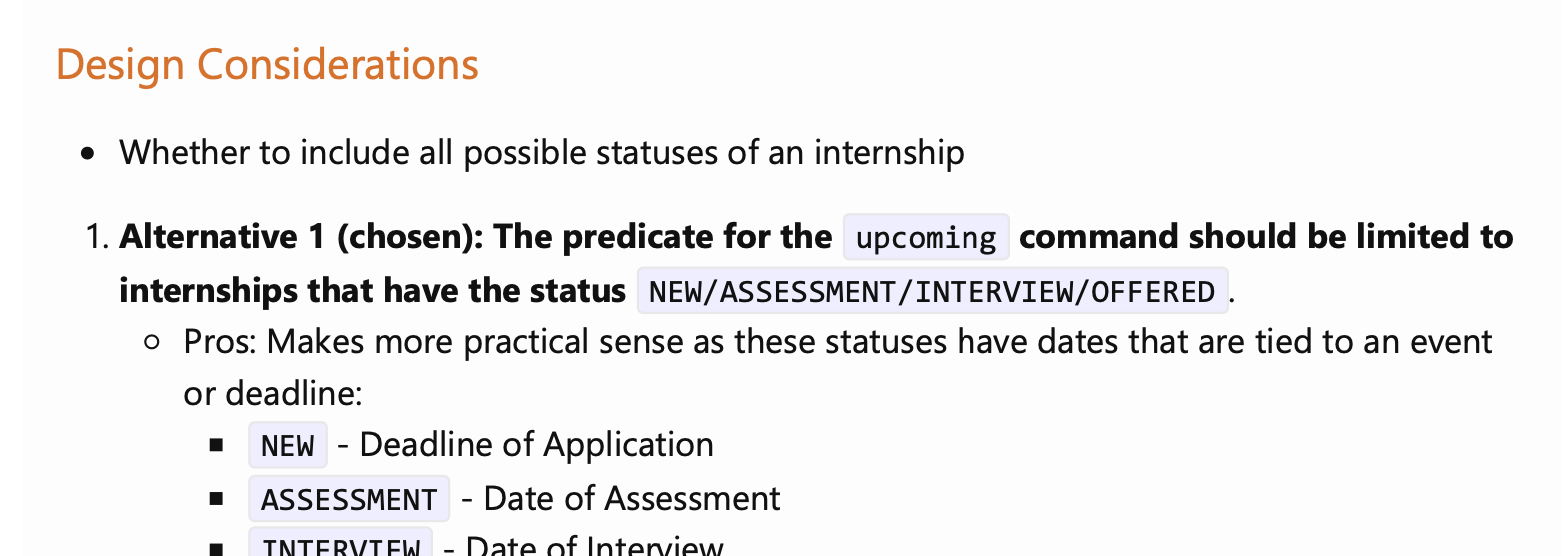 Design Considerations
• Whether to include all possible statuses of an internship
1. Alternative 1 (chosen): The predicate for the upcoming command should be limited to
internships that have the status NEW/ASSESSMENT/INTERVIEW/OFFERED.
○ Pros: Makes more practical sense as these statuses have dates that are tied to an event
or deadline:
■ NEW - Deadline of Application
■ ASSESSMENT - Date of Assessment
■ INTERVIEW - Date of Interview